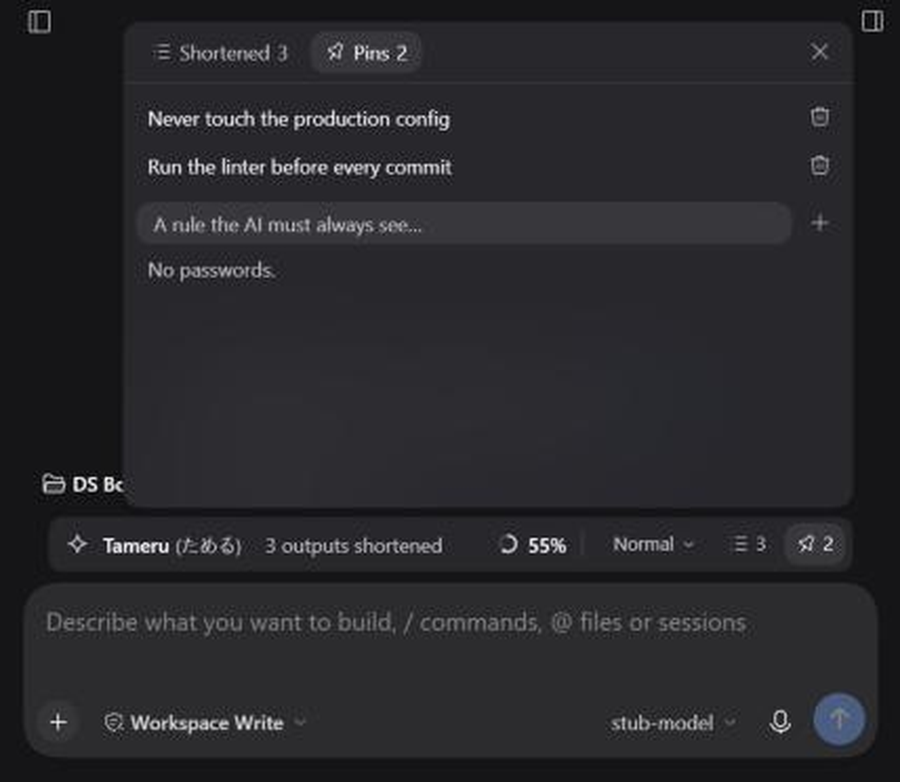 Shortened 3 Pins 2
Never touch the production config
Run the linter before every commit
A rule the AI must always see...
No passwords.
DS Bo
Tameru (ためる) 3 outputs shortened 55% Normal 3 2
Describe what you want to build, / commands, @ files or sessions
Workspace Write stub-model